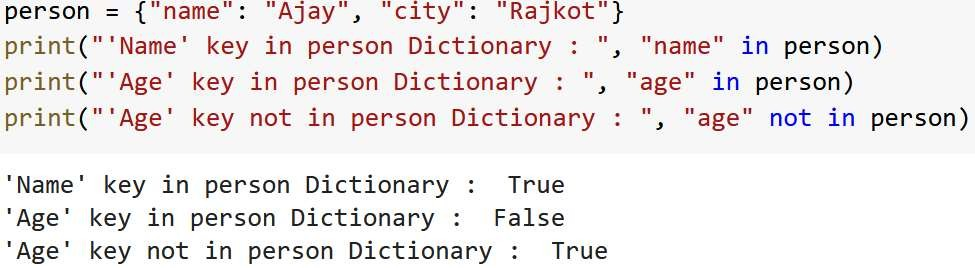 person = {"name": "Ajay", "city": "Rajkot"}
print("'Name' key in person Dictionary : ", "name" in person)
print("'Age' key in person Dictionary : ", "age" in person)
print("'Age' key not in person Dictionary : ", "age" not in person)
'Name' key in person Dictionary :  True
'Age' key in person Dictionary :  False
'Age' key not in person Dictionary :  True